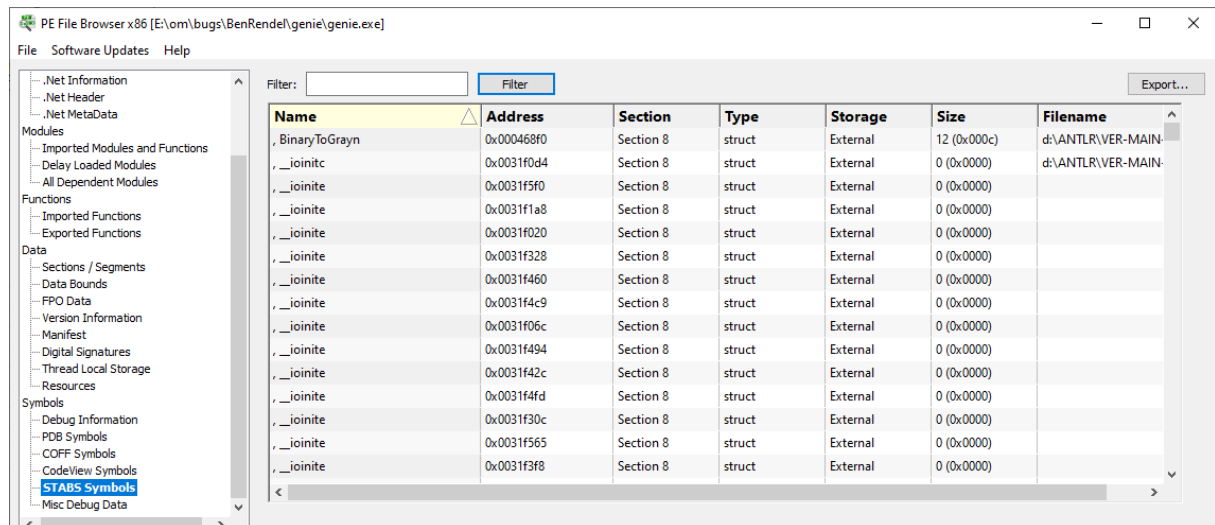 PE File Browser x86 [E:\om\bugs\BenRendel\genie\genie.exe]
File Software Updates Help
.Net Information
.Net Header
.Net MetaData
Modules
Imported Modules and Functions
Delay Loaded Modules
All Dependent Modules
Functions
Imported Functions
Exported Functions
Data
Sections / Segments
Data Bounds
FPO Data
Version Information
Manifest
Digital Signatures
Thread Local Storage
Resources
Symbols
Debug Information
PDB Symbols
COFF Symbols
CodeView Symbols
STABS Symbols
Misc Debug Data
Filter: Filter Export...
Name Address Section Type Storage Size Filename
, BinaryToGrayn 0x000468f0 Section 8 struct External 12 (0x000c) d:\ANTLR\VER-MAIN-
, __ioinitc 0x0031f0d4 Section 8 struct External 0 (0x0000) d:\ANTLR\VER-MAIN-
, __ioinite 0x0031f5f0 Section 8 struct External 0 (0x0000)
, __ioinite 0x0031f1a8 Section 8 struct External 0 (0x0000)
, __ioinite 0x0031f020 Section 8 struct External 0 (0x0000)
, __ioinite 0x0031f328 Section 8 struct External 0 (0x0000)
, __ioinite 0x0031f460 Section 8 struct External 0 (0x0000)
, __ioinite 0x0031f4c9 Section 8 struct External 0 (0x0000)
, __ioinite 0x0031f06c Section 8 struct External 0 (0x0000)
, __ioinite 0x0031f494 Section 8 struct External 0 (0x0000)
, __ioinite 0x0031f42c Section 8 struct External 0 (0x0000)
, __ioinite 0x0031f4fd Section 8 struct External 0 (0x0000)
, __ioinite 0x0031f30c Section 8 struct External 0 (0x0000)
, __ioinite 0x0031f565 Section 8 struct External 0 (0x0000)
, __ioinite 0x0031f3f8 Section 8 struct External 0 (0x0000)